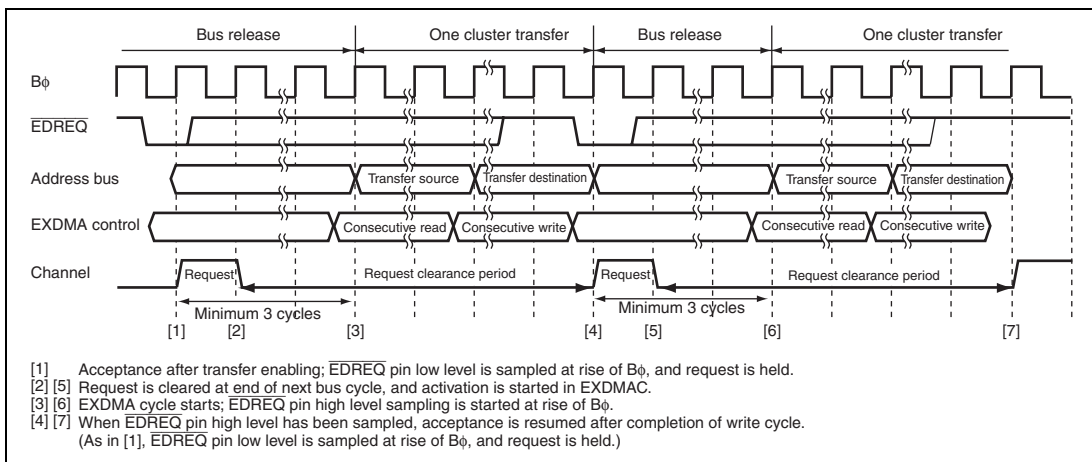 Bus release One cluster transfer Bus release One cluster transfer
Bϕ
EDREQ
Address bus Transfer source Transfer destination Transfer source Transfer destination
EXDMA control Consecutive read Consecutive write Consecutive read Consecutive write
Channel Request Request clearance period Request Request clearance period
Minimum 3 cycles Minimum 3 cycles
[1] [2] [3] [4] [5] [6] [7]
[1] Acceptance after transfer enabling; EDREQ pin low level is sampled at rise of Bϕ, and request is held.
[2] [5] Request is cleared at end of next bus cycle, and activation is started in EXDMAC.
[3] [6] EXDMA cycle starts; EDREQ pin high level sampling is started at rise of Bϕ.
[4] [7] When EDREQ pin high level has been sampled, acceptance is resumed after completion of write cycle.
(As in [1], EDREQ pin low level is sampled at rise of Bϕ, and request is held.)